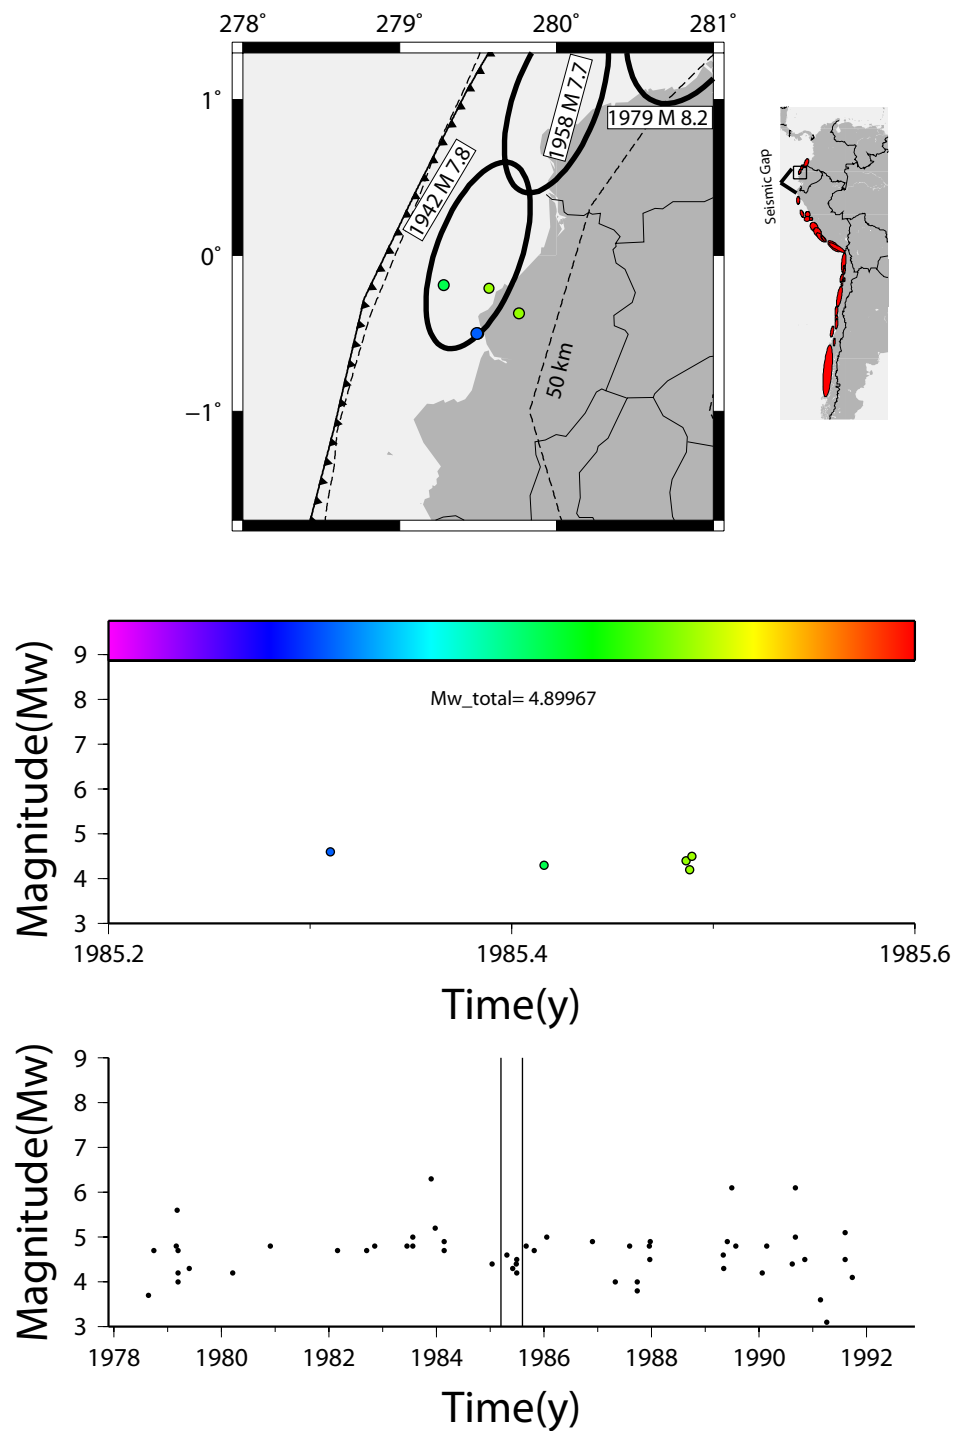 278° 279° 280° 281°
1°
0°
−1°
1942 M 7.8
1958 M 7.7
1979 M 8.2
50 km
Seismic Gap
Magnitude(Mw)
9
8
7
6
5
4
3
Mw_total= 4.89967
1985.2 1985.4 1985.6
Time(y)
Magnitude(Mw)
9
8
7
6
5
4
3
1978 1980 1982 1984 1986 1988 1990 1992
Time(y)